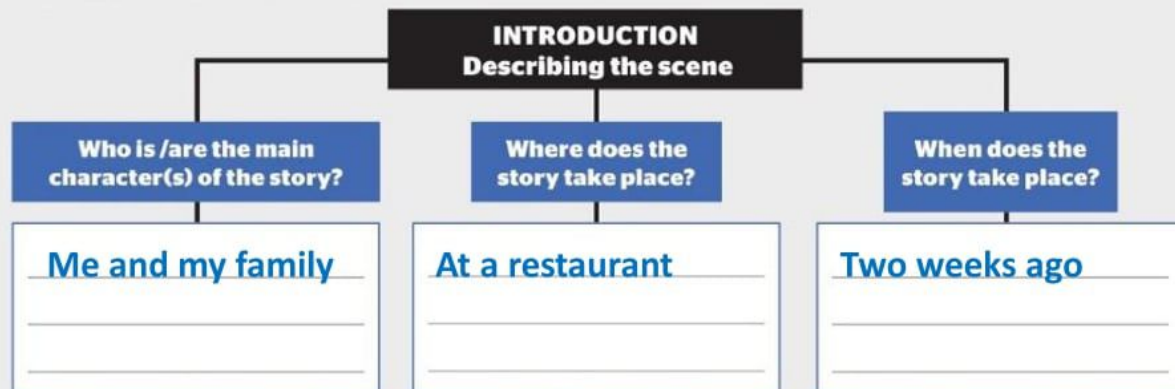 INTRODUCTION
Describing the scene
Who is /are the main
character(s) of the story?
Where does the
story take place?
When does the
story take place?
Me and my family
At a restaurant
Two weeks ago